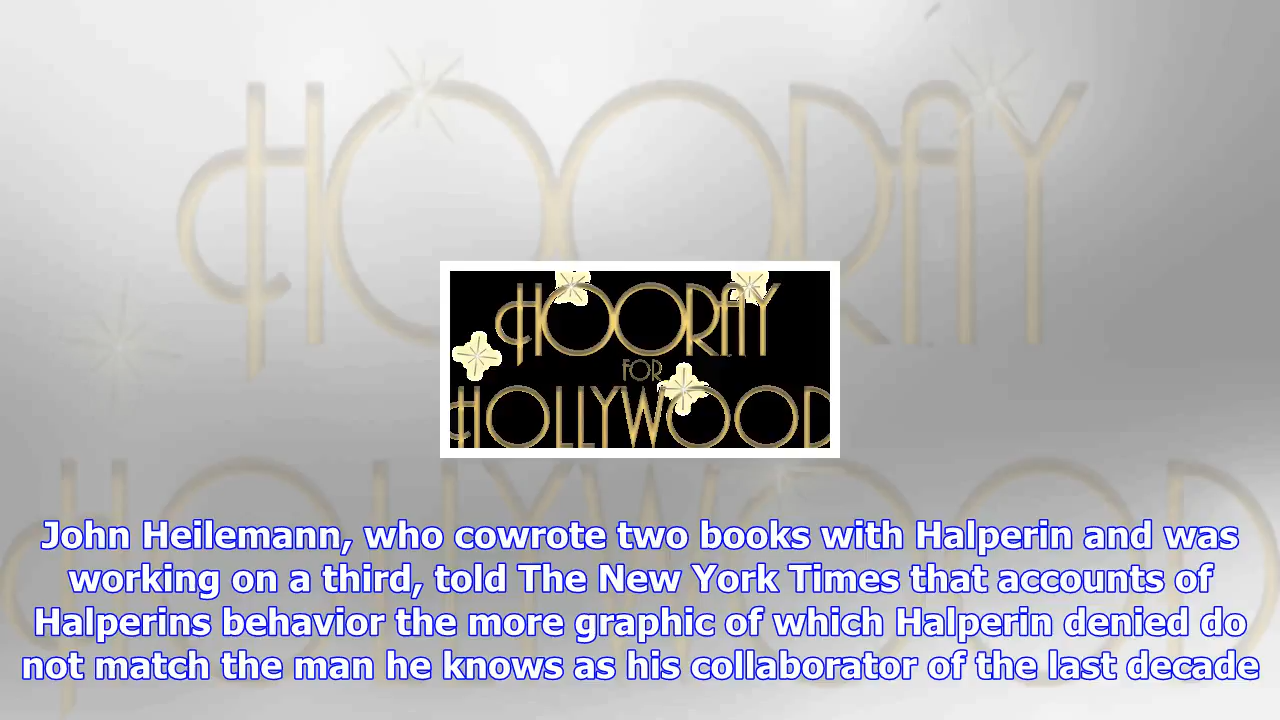 HOORAY
HOORAY
FOR
HOLLYWOOD
HOLLYWOOD
John Heilemann, who cowrote two books with Halperin and was
working on a third, told The New York Times that accounts of
Halperins behavior the more graphic of which Halperin denied do
not match the man he knows as his collaborator of the last decade